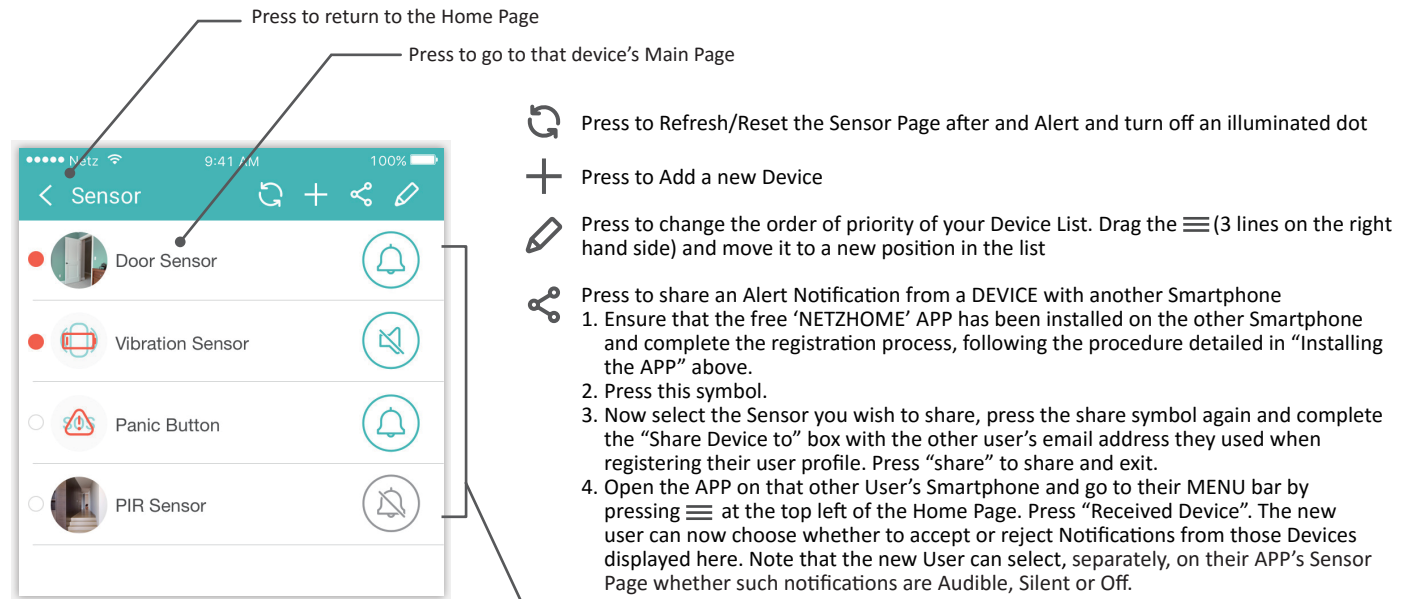 Press to return to the Home Page
Press to go to that device's Main Page
Netz
9:41 AM
100%
Sensor
Door Sensor
Vibration Sensor
SOS
Panic Button
PIR Sensor
Press to Refresh/Reset the Sensor Page after and Alert and turn off an illuminated dot
Press to Add a new Device
Press to change the order of priority of your Device List. Drag the (3 lines on the right
hand side) and move it to a new position in the list
Press to share an Alert Notification from a DEVICE with another Smartphone
1. Ensure that the free ‘NETZHOME’ APP has been installed on the other Smartphone
and complete the registration process, following the procedure detailed in “Installing
the APP” above.
2. Press this symbol.
3. Now select the Sensor you wish to share, press the share symbol again and complete
the “Share Device to” box with the other user’s email address they used when
registering their user profile. Press “share” to share and exit.
4. Open the APP on that other User’s Smartphone and go to their MENU bar by
pressing at the top left of the Home Page. Press “Received Device”. The new
user can now choose whether to accept or reject Notifications from those Devices
displayed here. Note that the new User can select, separately, on their APP’s Sensor
Page whether such notifications are Audible, Silent or Off.